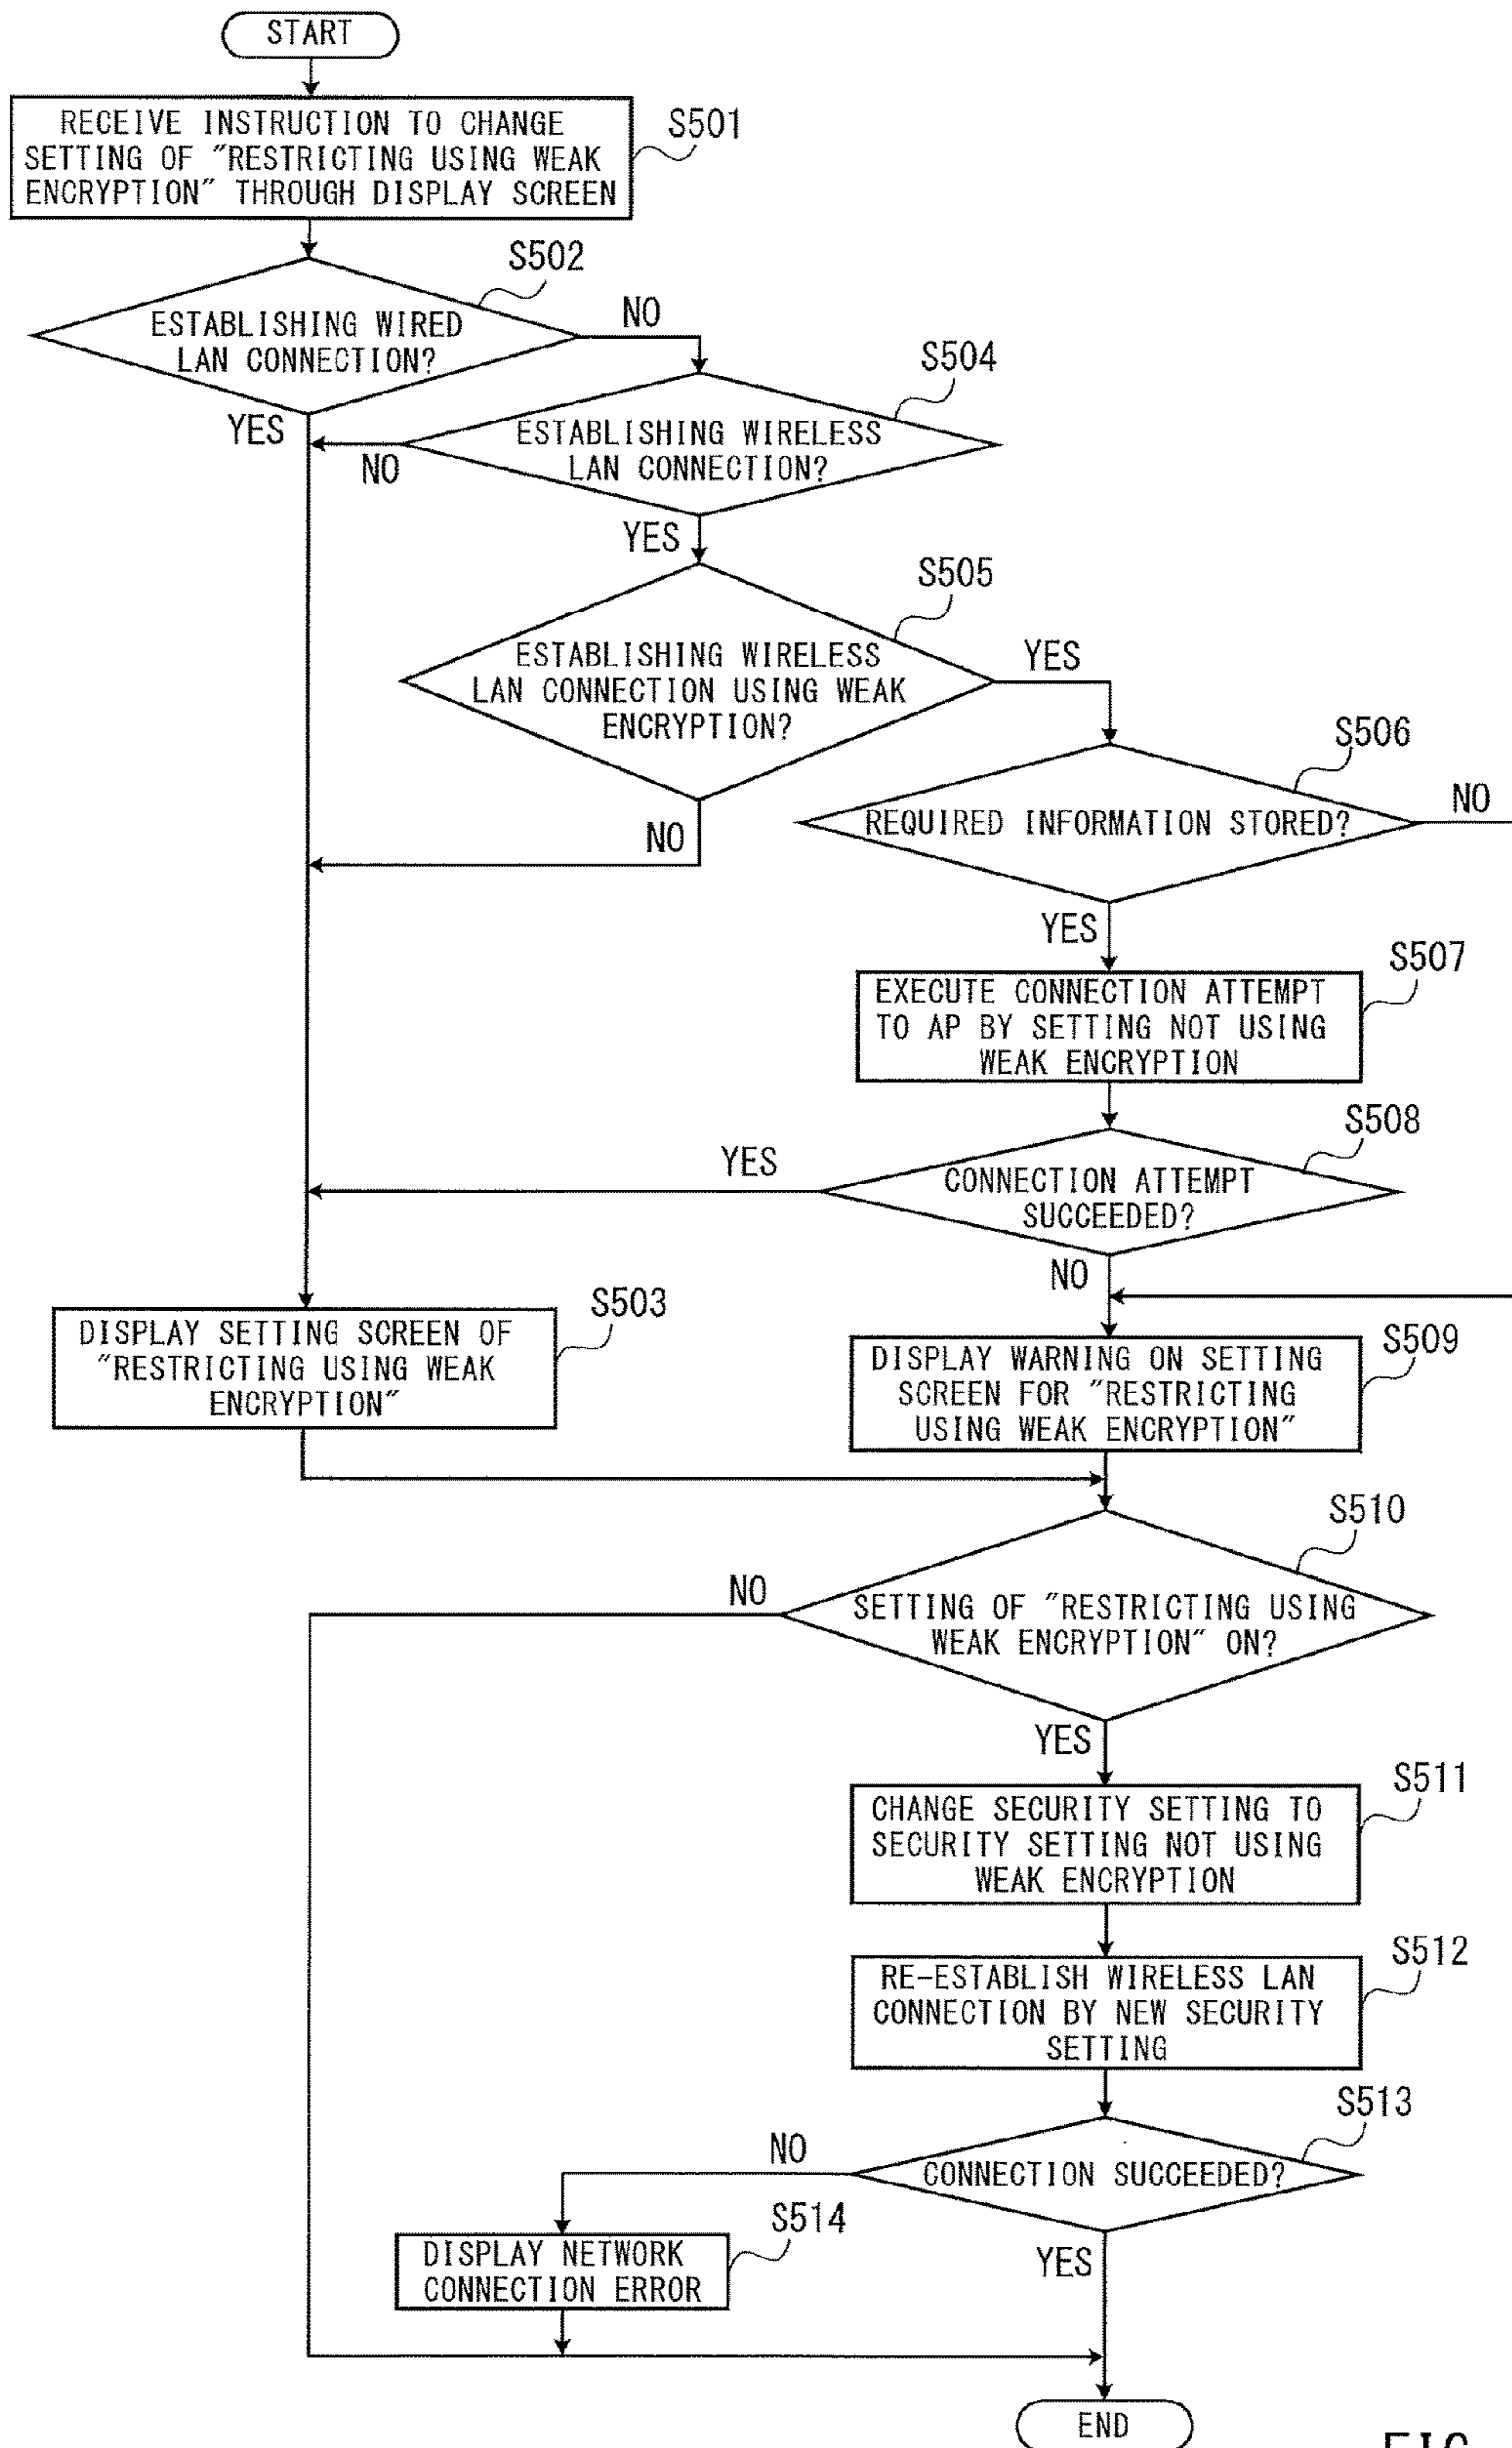 START
RECEIVE INSTRUCTION TO CHANGE
SETTING OF "RESTRICTING USING WEAK
ENCRYPTION" THROUGH DISPLAY SCREEN
S501
S502
ESTABLISHING WIRED
LAN CONNECTION?
NO
YES
S504
ESTABLISHING WIRELESS
LAN CONNECTION?
NO
YES
S505
ESTABLISHING WIRELESS
LAN CONNECTION USING WEAK
ENCRYPTION?
YES
NO
S506
REQUIRED INFORMATION STORED?
NO
YES
S507
EXECUTE CONNECTION ATTEMPT
TO AP BY SETTING NOT USING
WEAK ENCRYPTION
S508
CONNECTION ATTEMPT
SUCCEEDED?
YES
NO
S503
DISPLAY SETTING SCREEN OF
"RESTRICTING USING WEAK
ENCRYPTION"
S509
DISPLAY WARNING ON SETTING
SCREEN FOR "RESTRICTING
USING WEAK ENCRYPTION"
S510
SETTING OF "RESTRICTING USING
WEAK ENCRYPTION" ON?
NO
YES
S511
CHANGE SECURITY SETTING TO
SECURITY SETTING NOT USING
WEAK ENCRYPTION
S512
RE-ESTABLISH WIRELESS LAN
CONNECTION BY NEW SECURITY
SETTING
S513
CONNECTION SUCCEEDED?
NO
YES
S514
DISPLAY NETWORK
CONNECTION ERROR
END